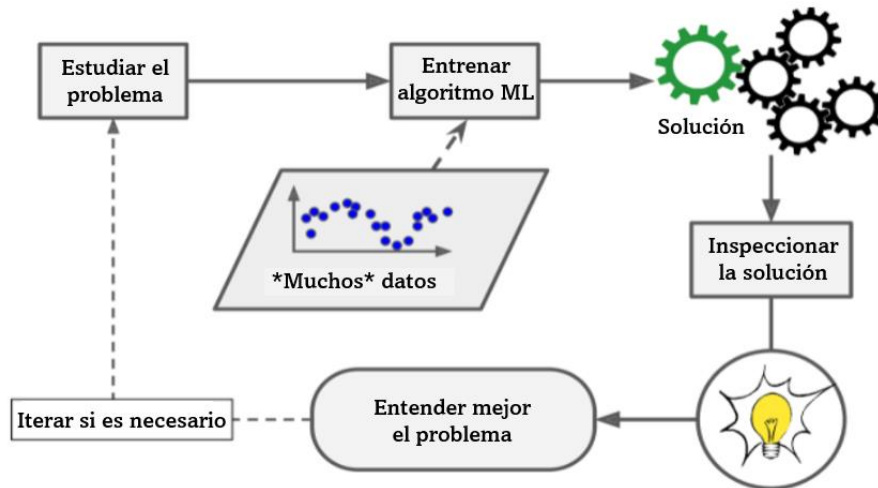 Estudiar el
problema
Entrenar
algoritmo ML
Solución
*Muchos* datos
Inspeccionar
la solución
Entender mejor
el problema
Iterar si es necesario